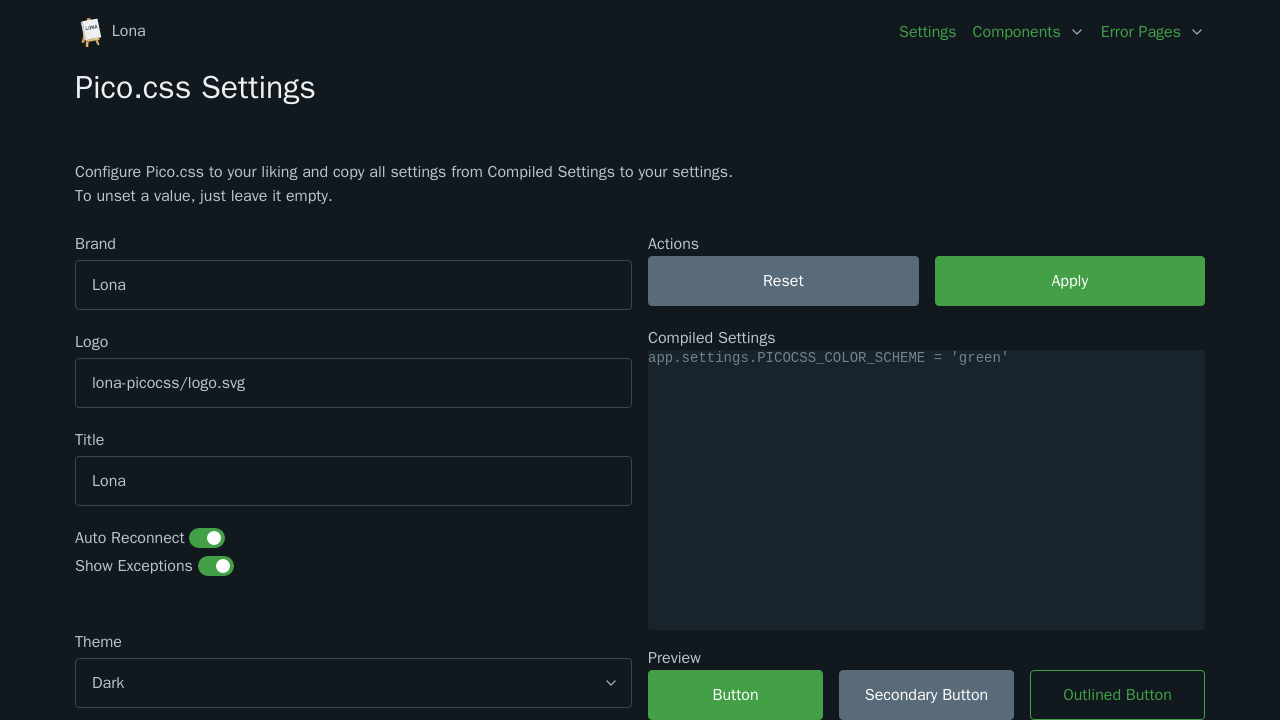 LONA
Lona
Settings
Components
Error Pages
Pico.css Settings
Configure Pico.css to your liking and copy all settings from Compiled Settings to your settings.
To unset a value, just leave it empty.
Brand
Lona
Logo
lona-picocss/logo.svg
Title
Lona
Auto Reconnect
Show Exceptions
Theme
Dark
Actions
Reset
Apply
Compiled Settings
app.settings.PICOCSS_COLOR_SCHEME = 'green'
Preview
Button
Secondary Button
Outlined Button